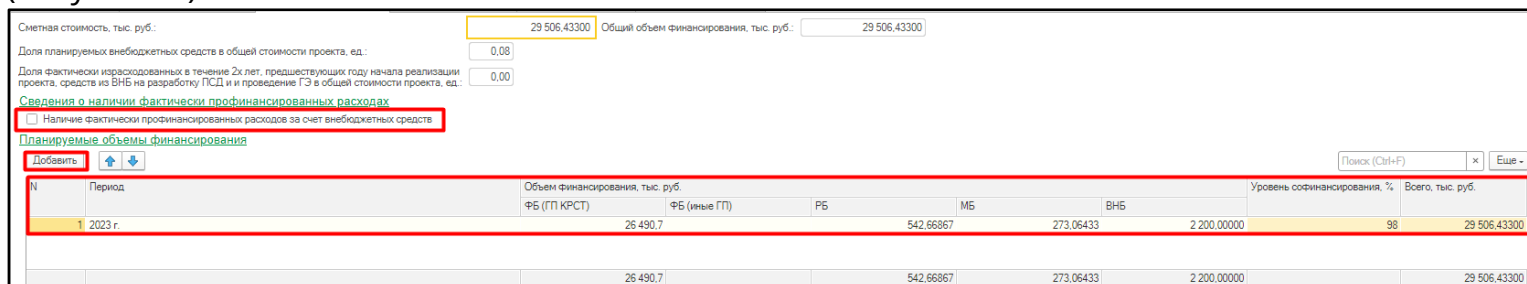 Сметная стоимость, тыс. руб.: 29 506,43300 Общий объем финансирования, тыс. руб.: 29 506,43300
Доля планируемых внебюджетных средств в общей стоимости проекта, ед.: 0,08
Доля фактически израсходованных в течение 2х лет, предшествующих году начала реализации
проекта, средств из ВНБ на разработку ПСД и и проведение ГЭ в общей стоимости проекта, ед.: 0,00
Сведения о наличии фактически профинансированных расходах
Наличие фактически профинансированных расходов за счет внебюджетных средств
Планируемые объемы финансирования
Добавить Поиск (Ctrl+F) × Еще
N Период Объем финансирования, тыс. руб. Уровень софинансирования, % Всего, тыс. руб.
ФБ (ГП КРСТ) ФБ (иные ГП) РБ МБ ВНБ
1 2023 г. 26 490,7 542,66867 273,06433 2 200,00000 98 29 506,43300
26 490,7 542,66867 273,06433 2 200,00000 29 506,43300